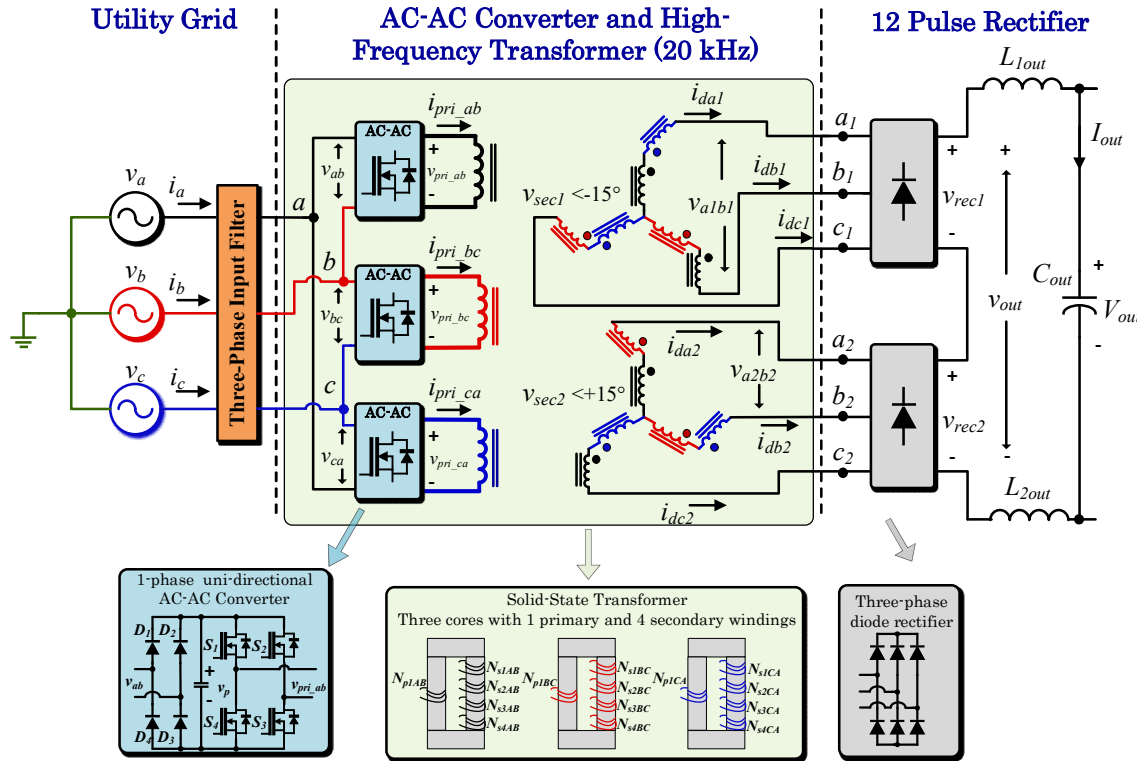 Utility Grid
AC-AC Converter and High-
Frequency Transformer (20 kHz)
12 Pulse Rectifier
v_a
i_a
v_b
i_b
v_c
i_c
Three-Phase Input Filter
a
b
c
AC-AC
v_ab
i_pri_ab
+
v_pri_ab
-
AC-AC
v_bc
i_pri_bc
+
v_pri_bc
-
AC-AC
v_ca
i_pri_ca
+
v_pri_ca
-
v_sec1 <-15°
i_da1
v_a1b1
i_db1
i_dc1
v_sec2 <+15°
i_da2
v_a2b2
i_db2
i_dc2
a_1
b_1
c_1
a_2
b_2
c_2
+
v_rec1
-
+
v_rec2
-
L_1out
L_2out
+
v_out
-
I_out
C_out
+
V_out
-
1-phase uni-directional
AC-AC Converter
D_1
D_2
S_1
S_2
v_ab
+
v_p
-
v_pri_ab
D_4
D_3
S_4
S_3
Solid-State Transformer
Three cores with 1 primary and 4 secondary windings
N_p1AB
N_s1AB
N_s2AB
N_s3AB
N_s4AB
N_p1BC
N_s1BC
N_s2BC
N_s3BC
N_s4BC
N_p1CA
N_s1CA
N_s2CA
N_s3CA
N_s4CA
Three-phase
diode rectifier